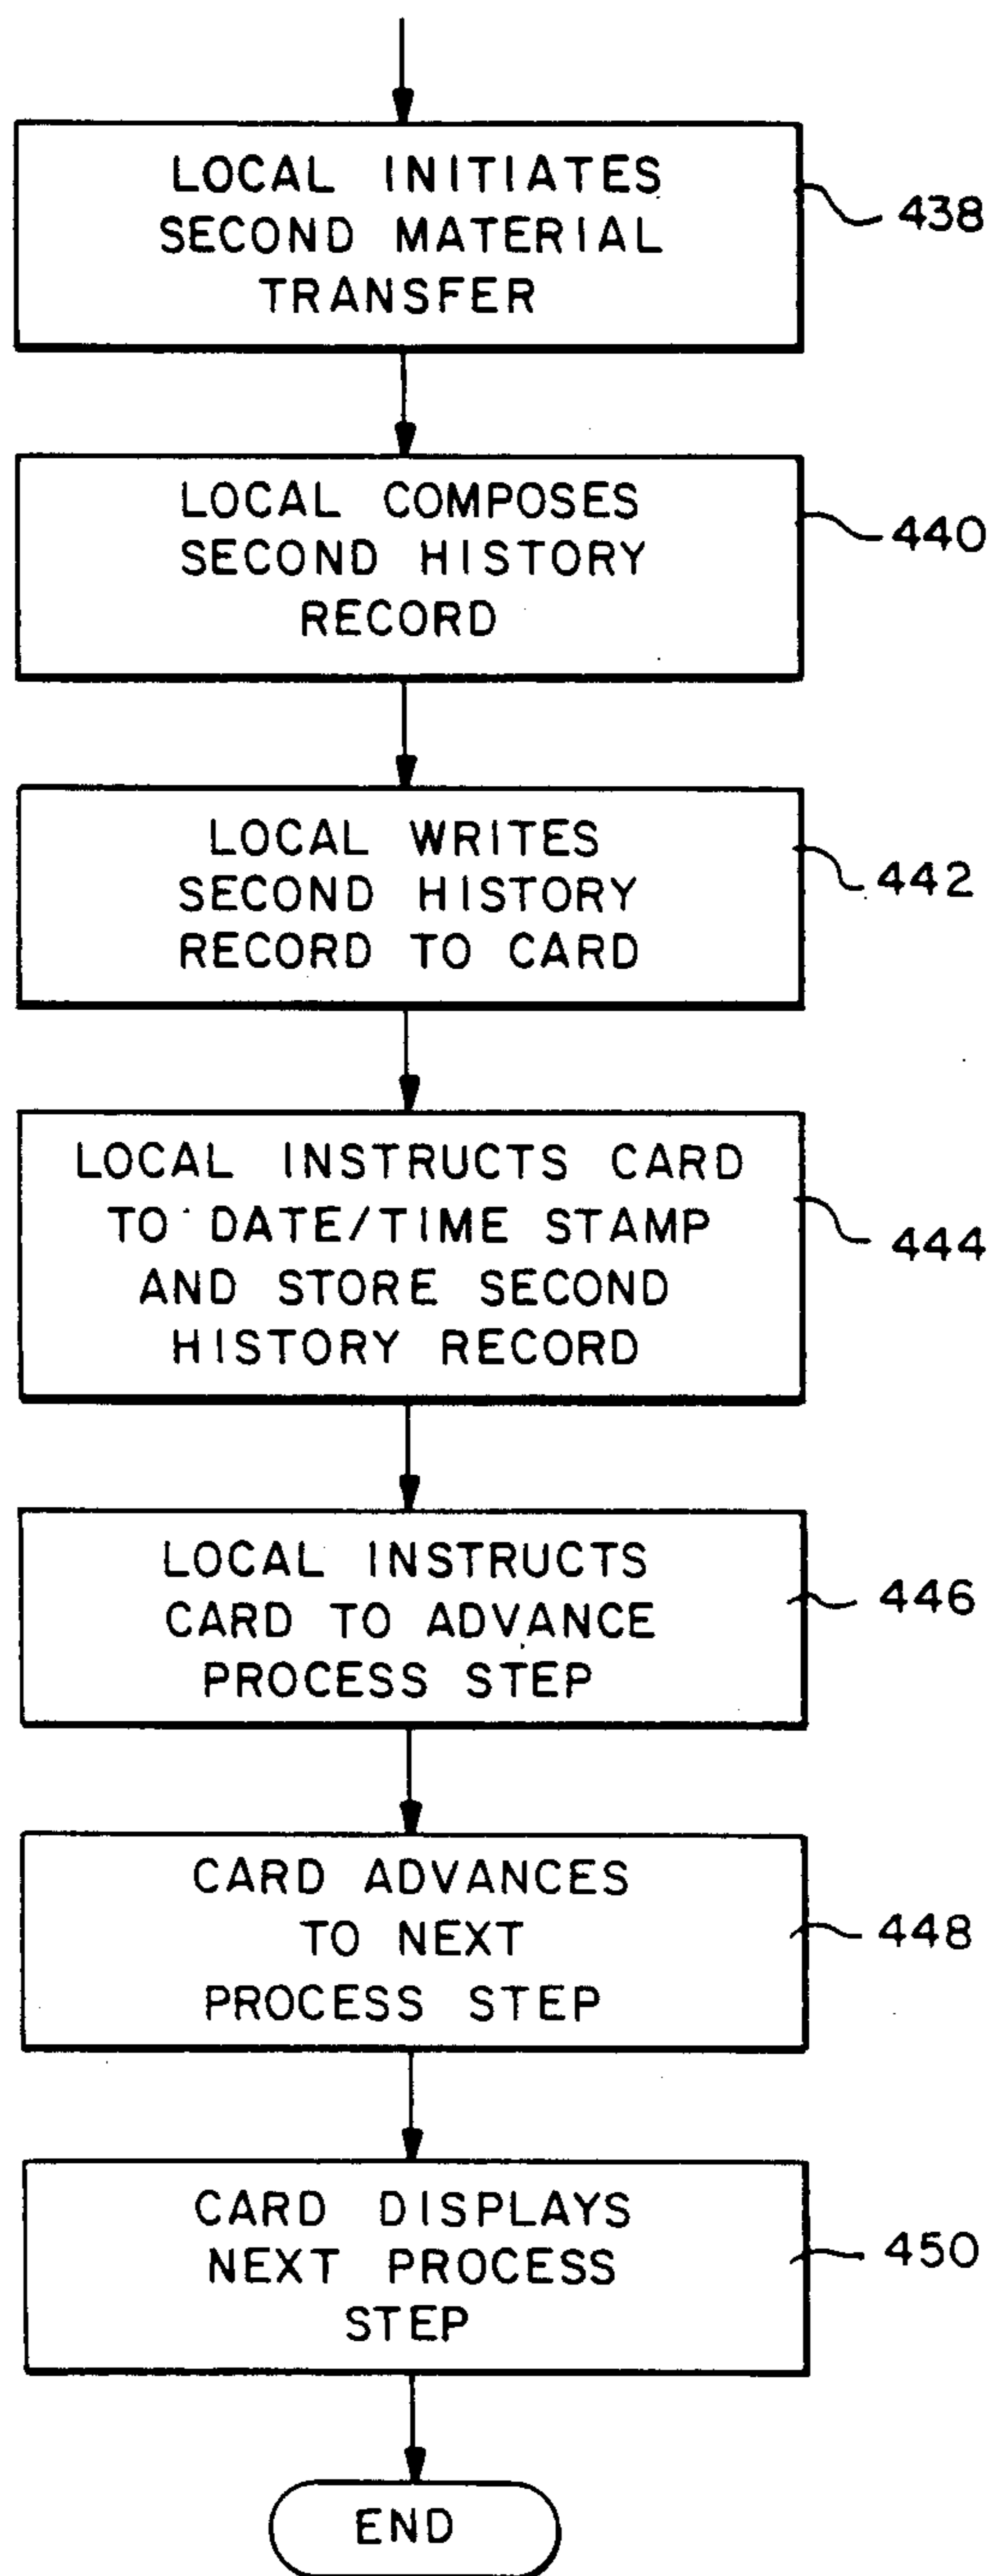 LOCAL INITIATES
SECOND MATERIAL
TRANSFER
438
LOCAL COMPOSES
SECOND HISTORY
RECORD
440
LOCAL WRITES
SECOND HISTORY
RECORD TO CARD
442
LOCAL INSTRUCTS CARD
TO DATE/TIME STAMP
AND STORE SECOND
HISTORY RECORD
444
LOCAL INSTRUCTS
CARD TO ADVANCE
PROCESS STEP
446
CARD ADVANCES
TO NEXT
PROCESS STEP
448
CARD DISPLAYS
NEXT PROCESS
STEP
450
END